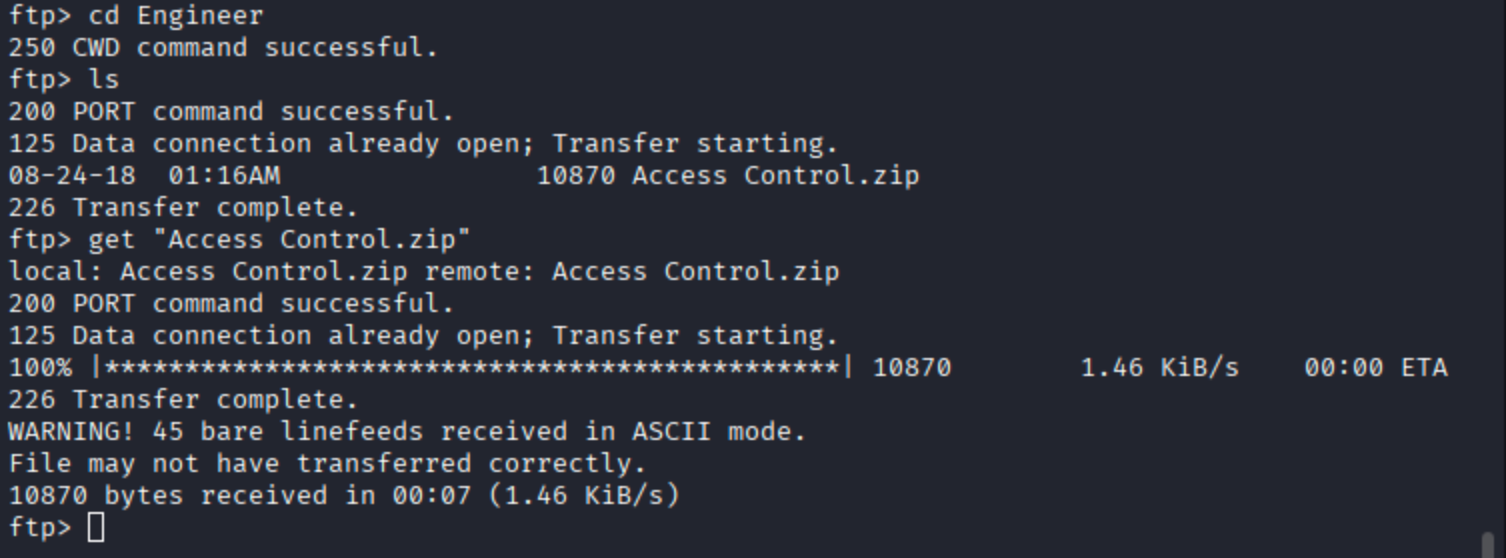 ftp> cd Engineer
250 CWD command successful.
ftp> ls
200 PORT command successful.
125 Data connection already open; Transfer starting.
08-24-18  01:16AM                10870 Access Control.zip
226 Transfer complete.
ftp> get "Access Control.zip"
local: Access Control.zip remote: Access Control.zip
200 PORT command successful.
125 Data connection already open; Transfer starting.
100% |**********************************************| 10870        1.46 KiB/s    00:00 ETA
226 Transfer complete.
WARNING! 45 bare linefeeds received in ASCII mode.
File may not have transferred correctly.
10870 bytes received in 00:07 (1.46 KiB/s)
ftp>